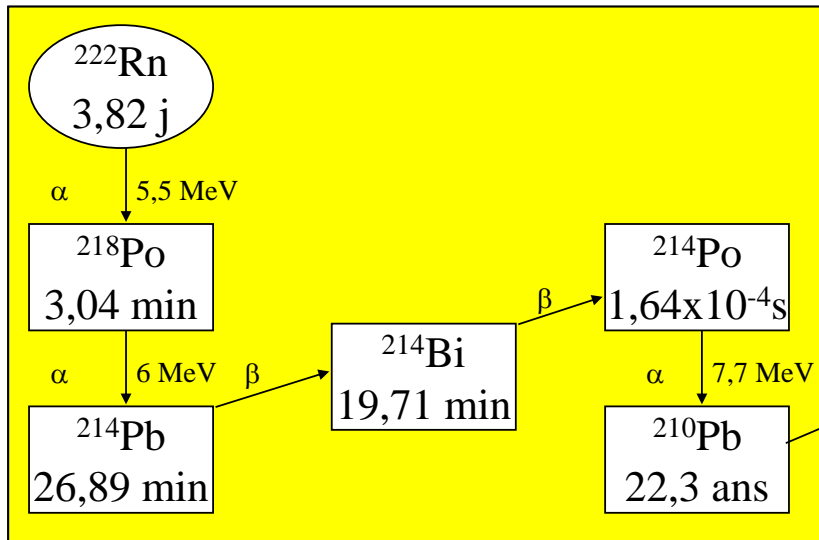 ²²²Rn
3,82 j
α 5,5 MeV
²¹⁸Po
3,04 min
α 6 MeV
²¹⁴Pb
26,89 min
β
²¹⁴Bi
19,71 min
β
²¹⁴Po
1,64x10⁻⁴s
α 7,7 MeV
²¹⁰Pb
22,3 ans